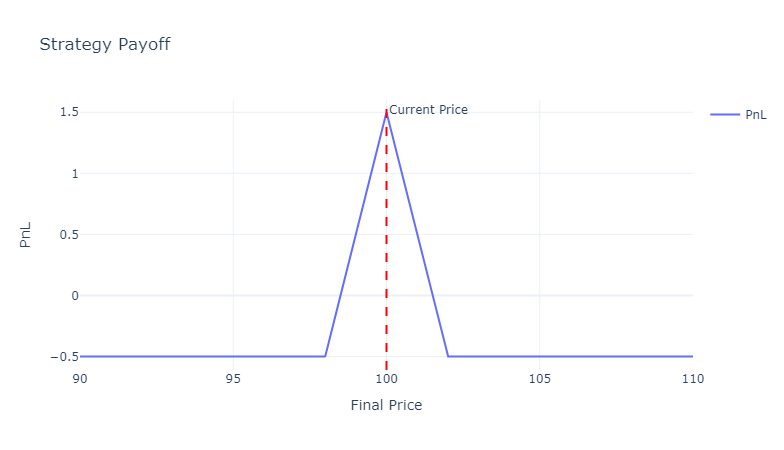 Strategy Payoff
Current Price
PnL
1.5
1
0.5
0
−0.5
PnL
90
95
100
105
110
Final Price